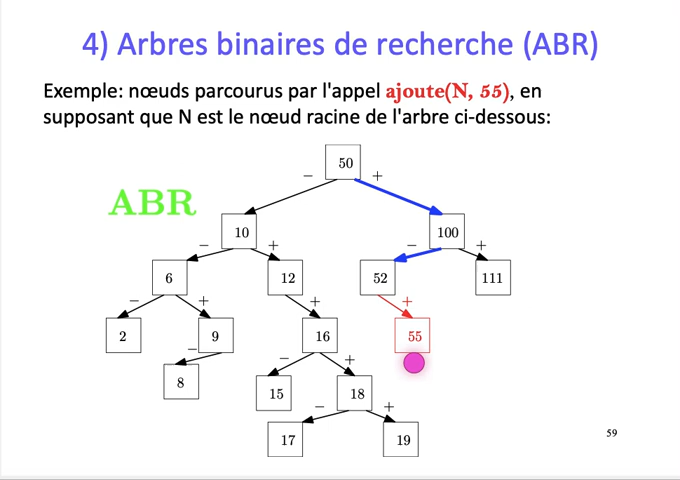 4) Arbres binaires de recherche (ABR)
Exemple: nœuds parcourus par l'appel ajoute(N, 55), en
supposant que N est le nœud racine de l'arbre ci-dessous:
50
− +
ABR
10 100
− + − +
6 12 52 111
− + + +
2 9 16 55
− − +
8 15 18
− +
17 19
59